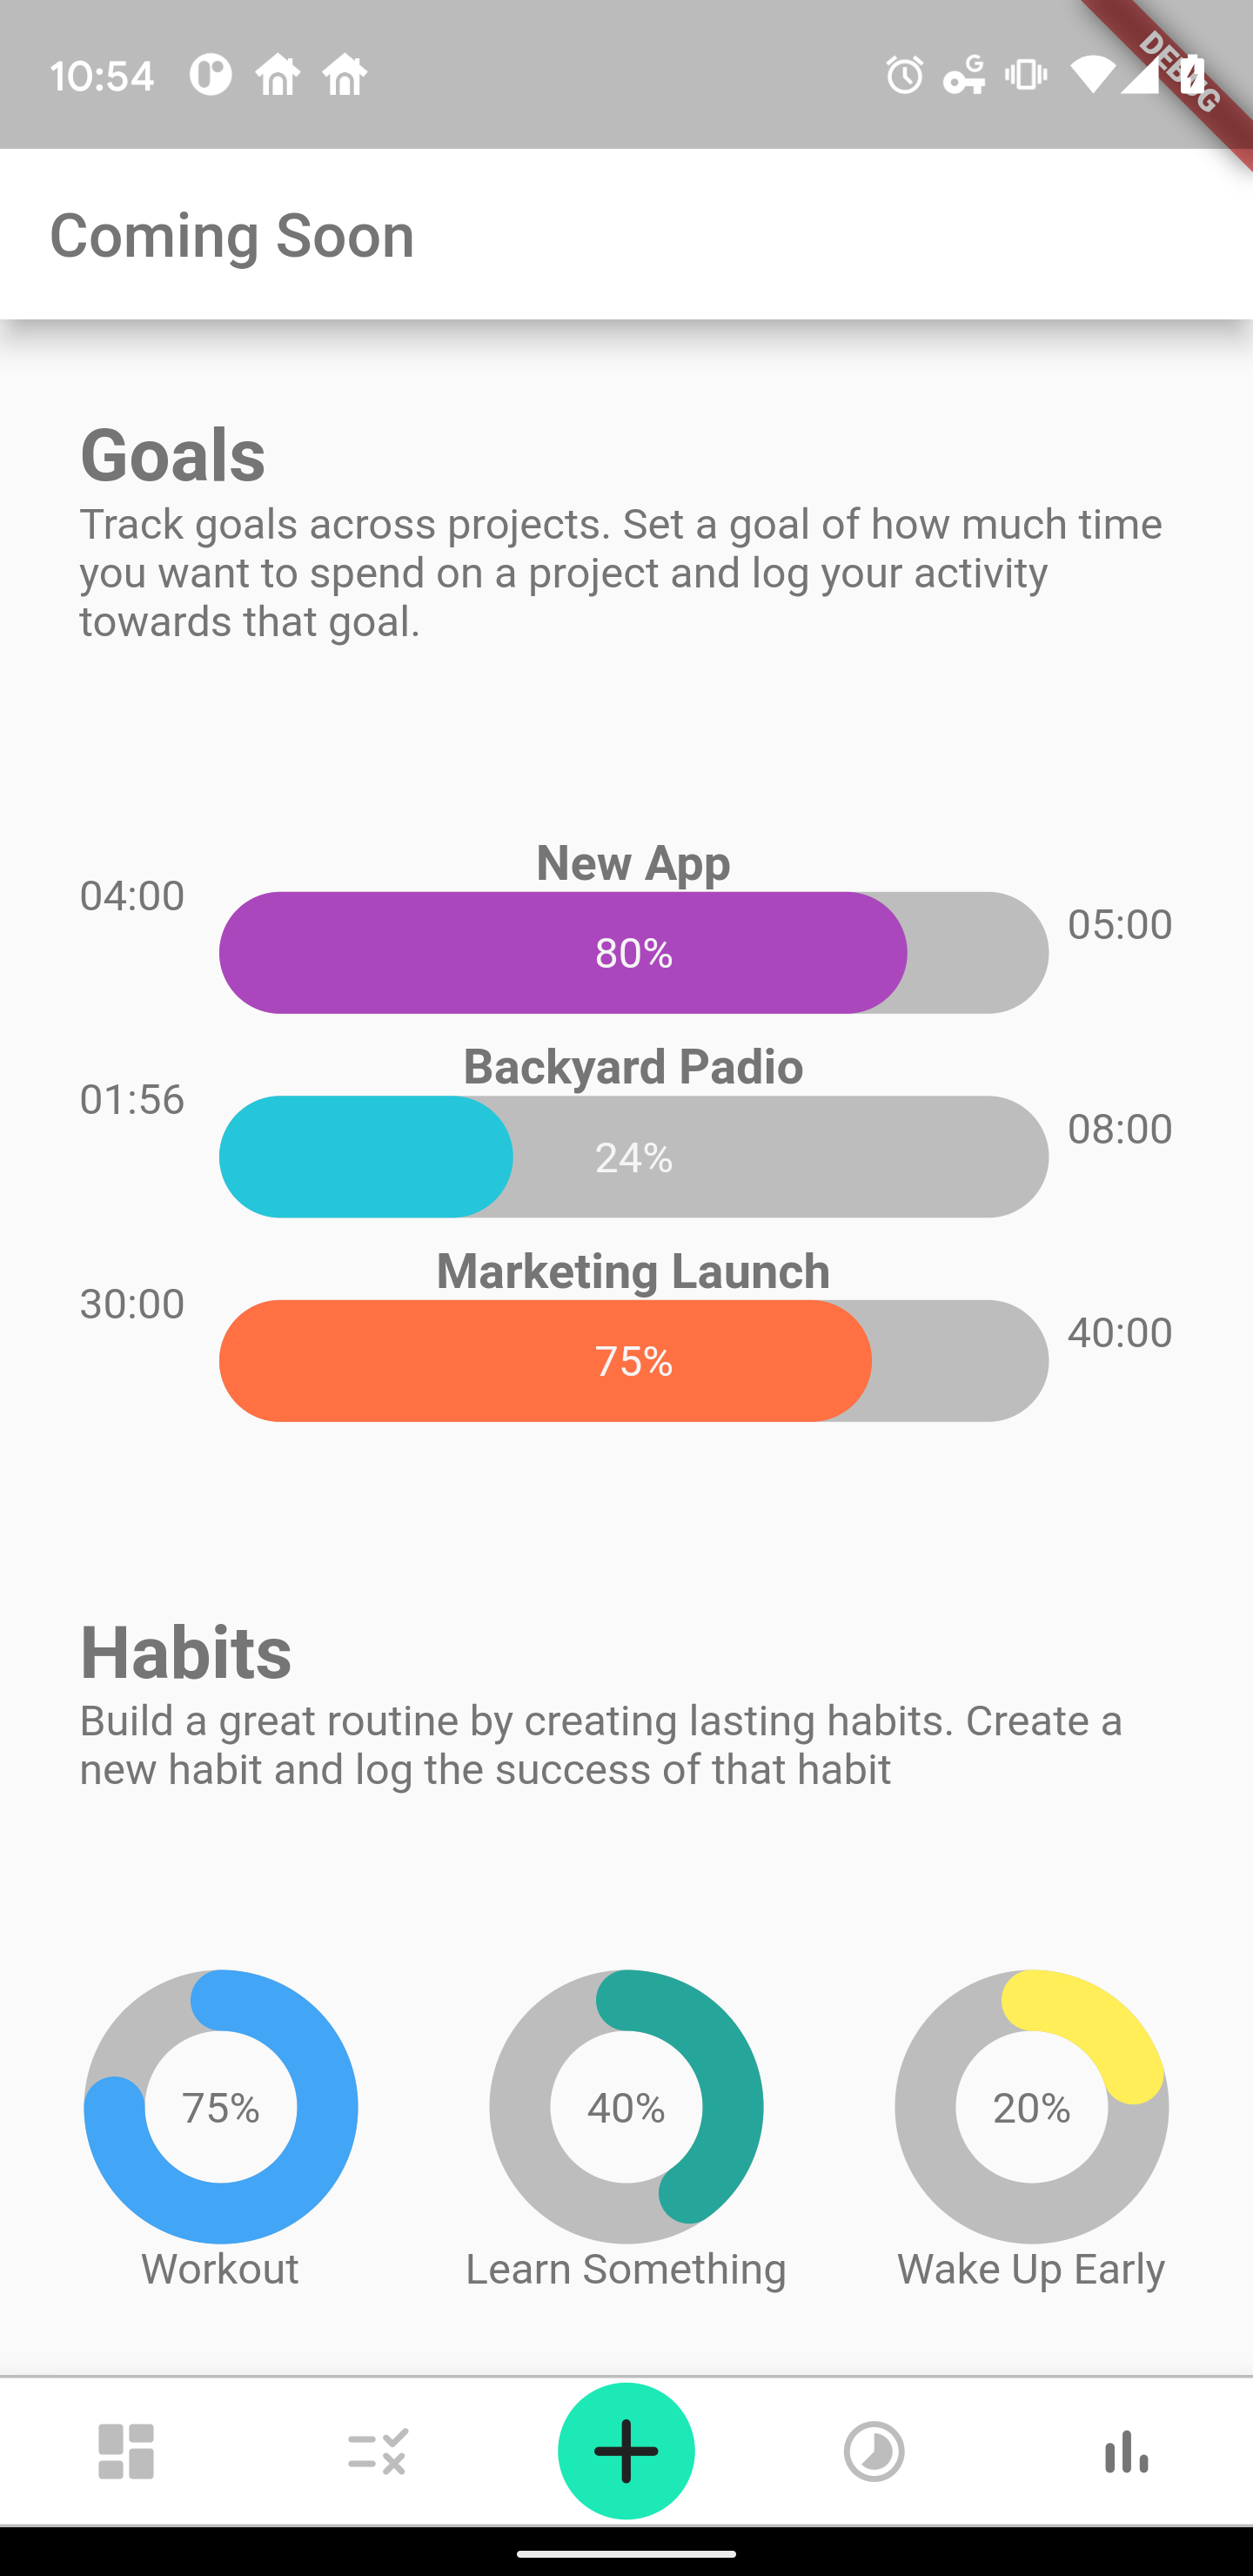 10:54
DEBUG
Coming Soon
Goals
Track goals across projects. Set a goal of how much time
you want to spend on a project and log your activity
towards that goal.
New App
04:00
80%
05:00
Backyard Padio
01:56
24%
08:00
Marketing Launch
30:00
75%
40:00
Habits
Build a great routine by creating lasting habits. Create a
new habit and log the success of that habit
75%
40%
20%
Workout
Learn Something
Wake Up Early